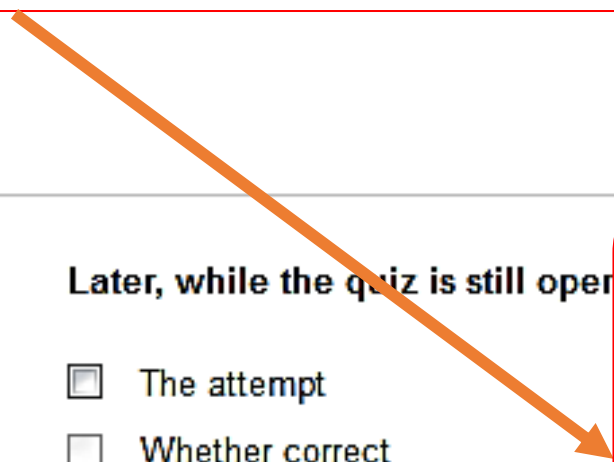 Later, while the quiz is still open
The attempt
Whether correct